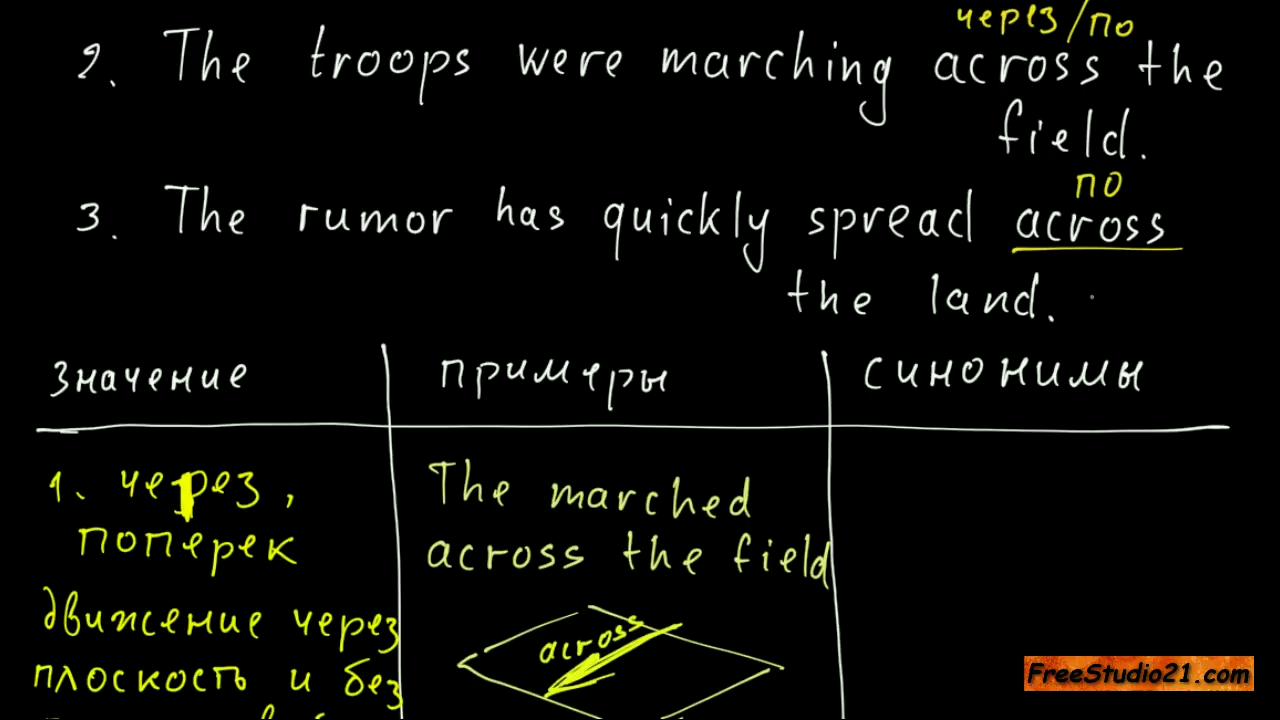 через/по
2. The troops were marching across the
field.
по
3. The rumor has quickly spread across
the land.
значение примеры синонимы
1. через,
поперек
движение через
плоскость и без
The marched
across the field
across
FreeStudio21.com